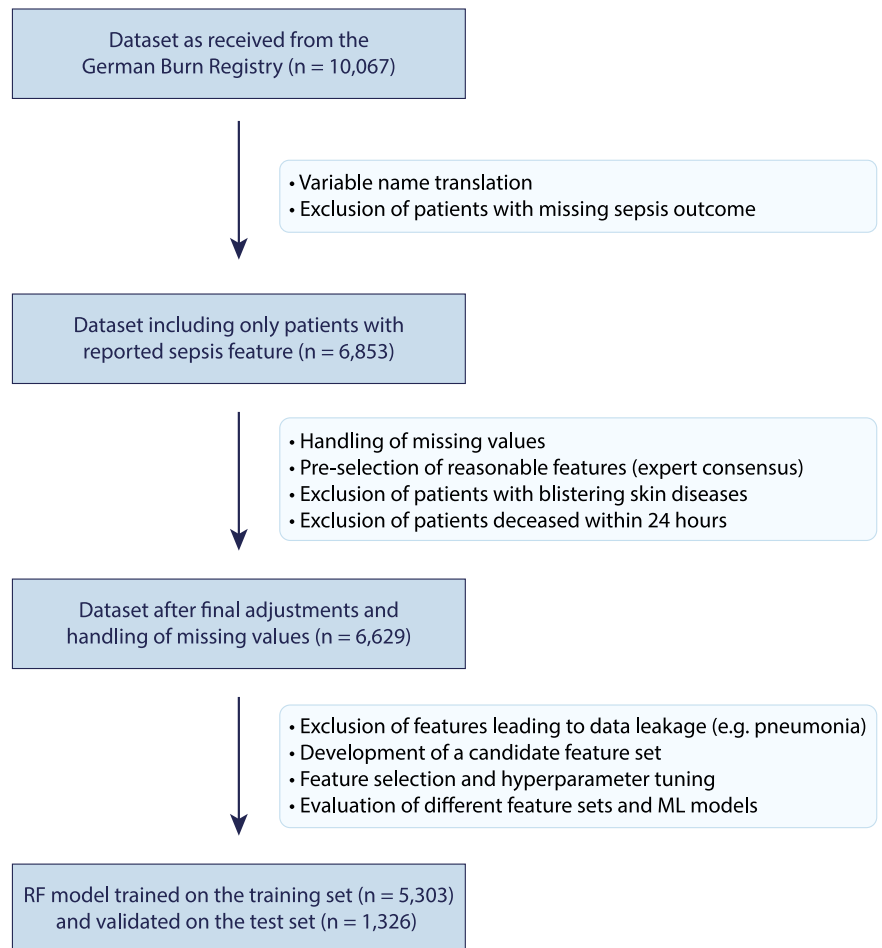 Dataset as received from the
German Burn Registry (n = 10,067)
• Variable name translation
• Exclusion of patients with missing sepsis outcome
Dataset including only patients with
reported sepsis feature (n = 6,853)
• Handling of missing values
• Pre-selection of reasonable features (expert consensus)
• Exclusion of patients with blistering skin diseases
• Exclusion of patients deceased within 24 hours
Dataset after final adjustments and
handling of missing values (n = 6,629)
• Exclusion of features leading to data leakage (e.g. pneumonia)
• Development of a candidate feature set
• Feature selection and hyperparameter tuning
• Evaluation of different feature sets and ML models
RF model trained on the training set (n = 5,303)
and validated on the test set (n = 1,326)